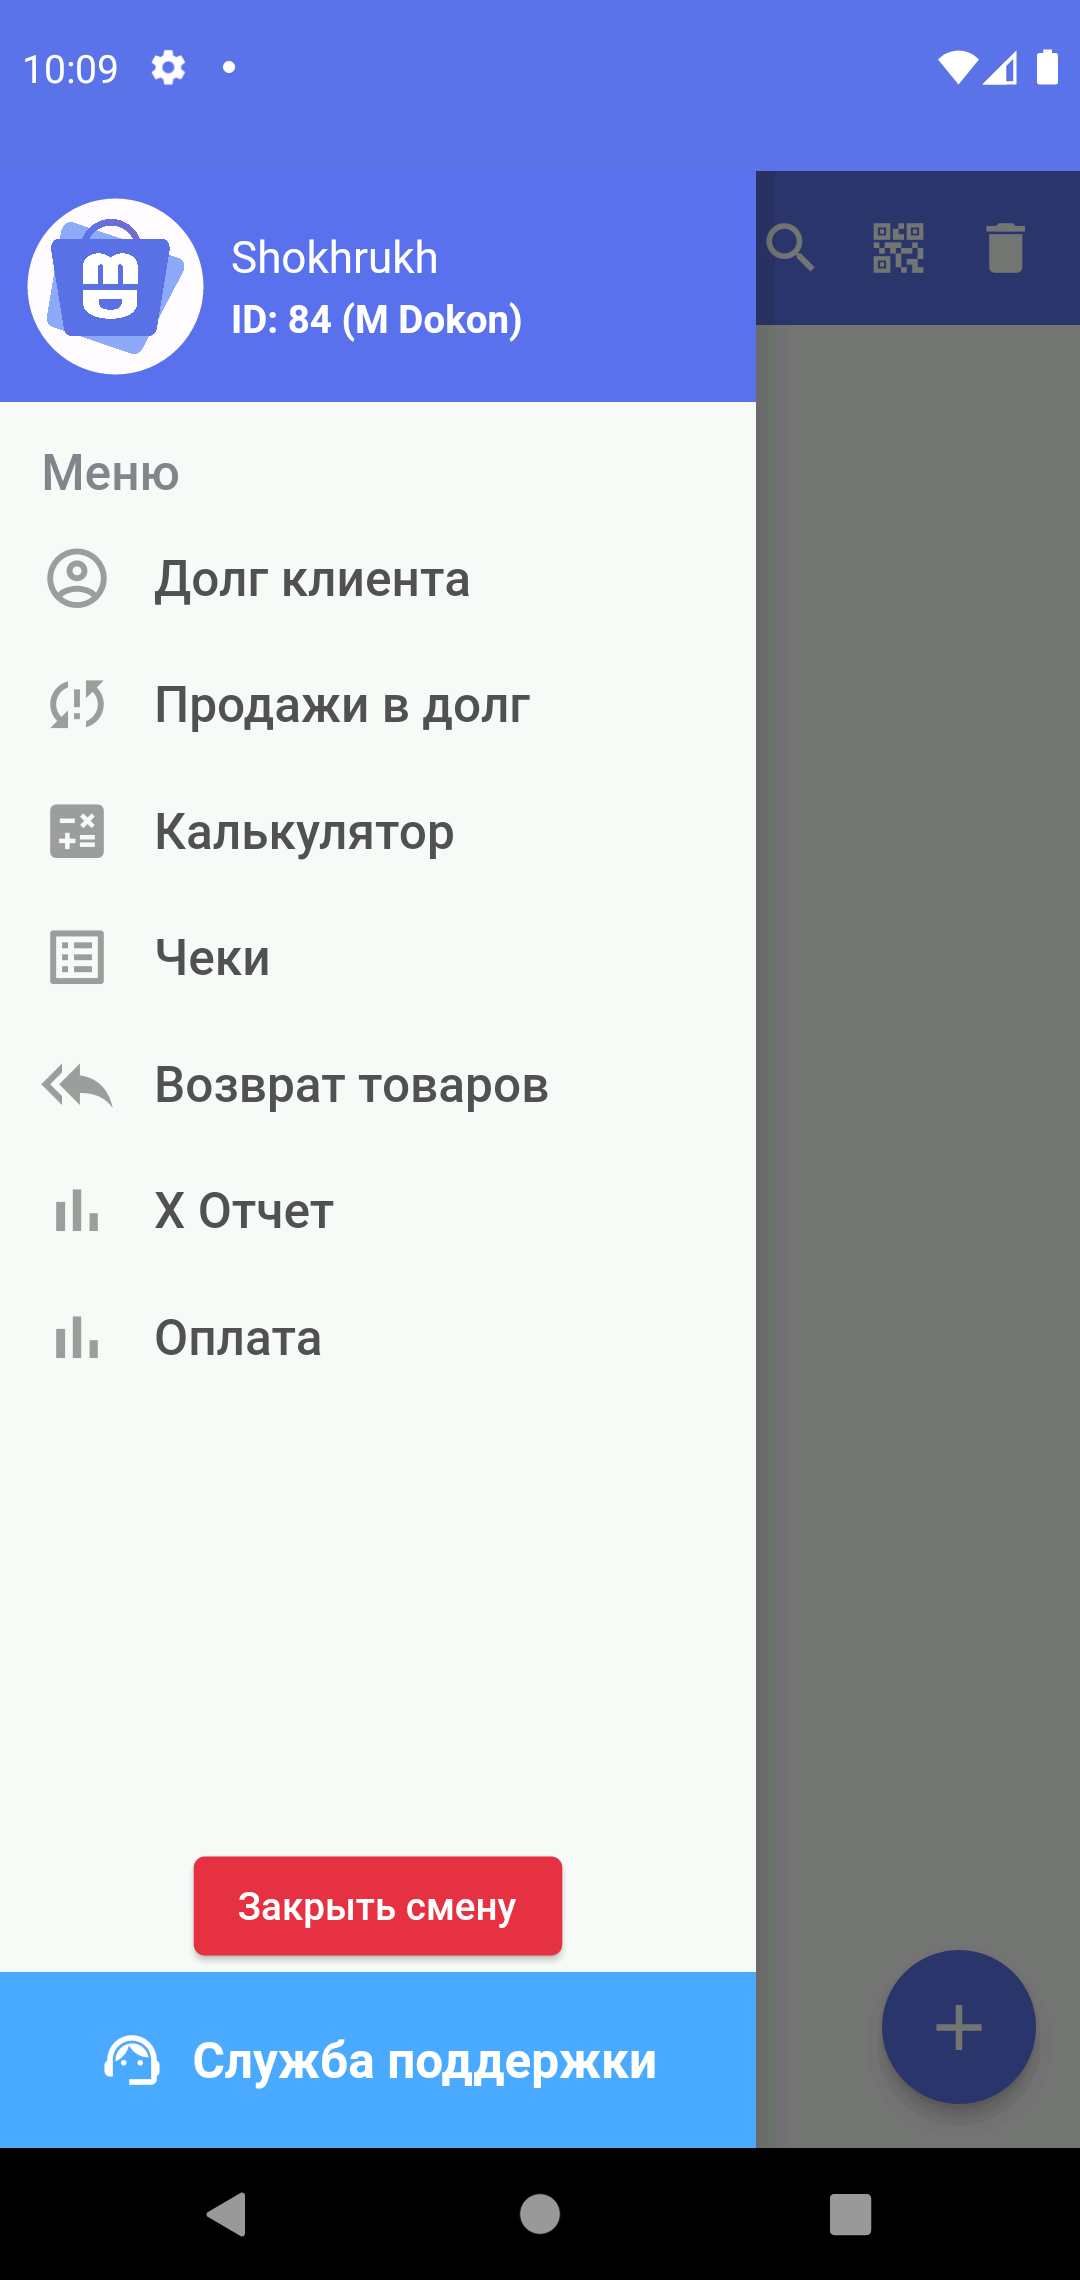 10:09
Shokhrukh
ID: 84 (M Dokon)
Меню
Долг клиента
Продажи в долг
Калькулятор
Чеки
Возврат товаров
X Отчет
Оплата
Закрыть смену
Служба поддержки